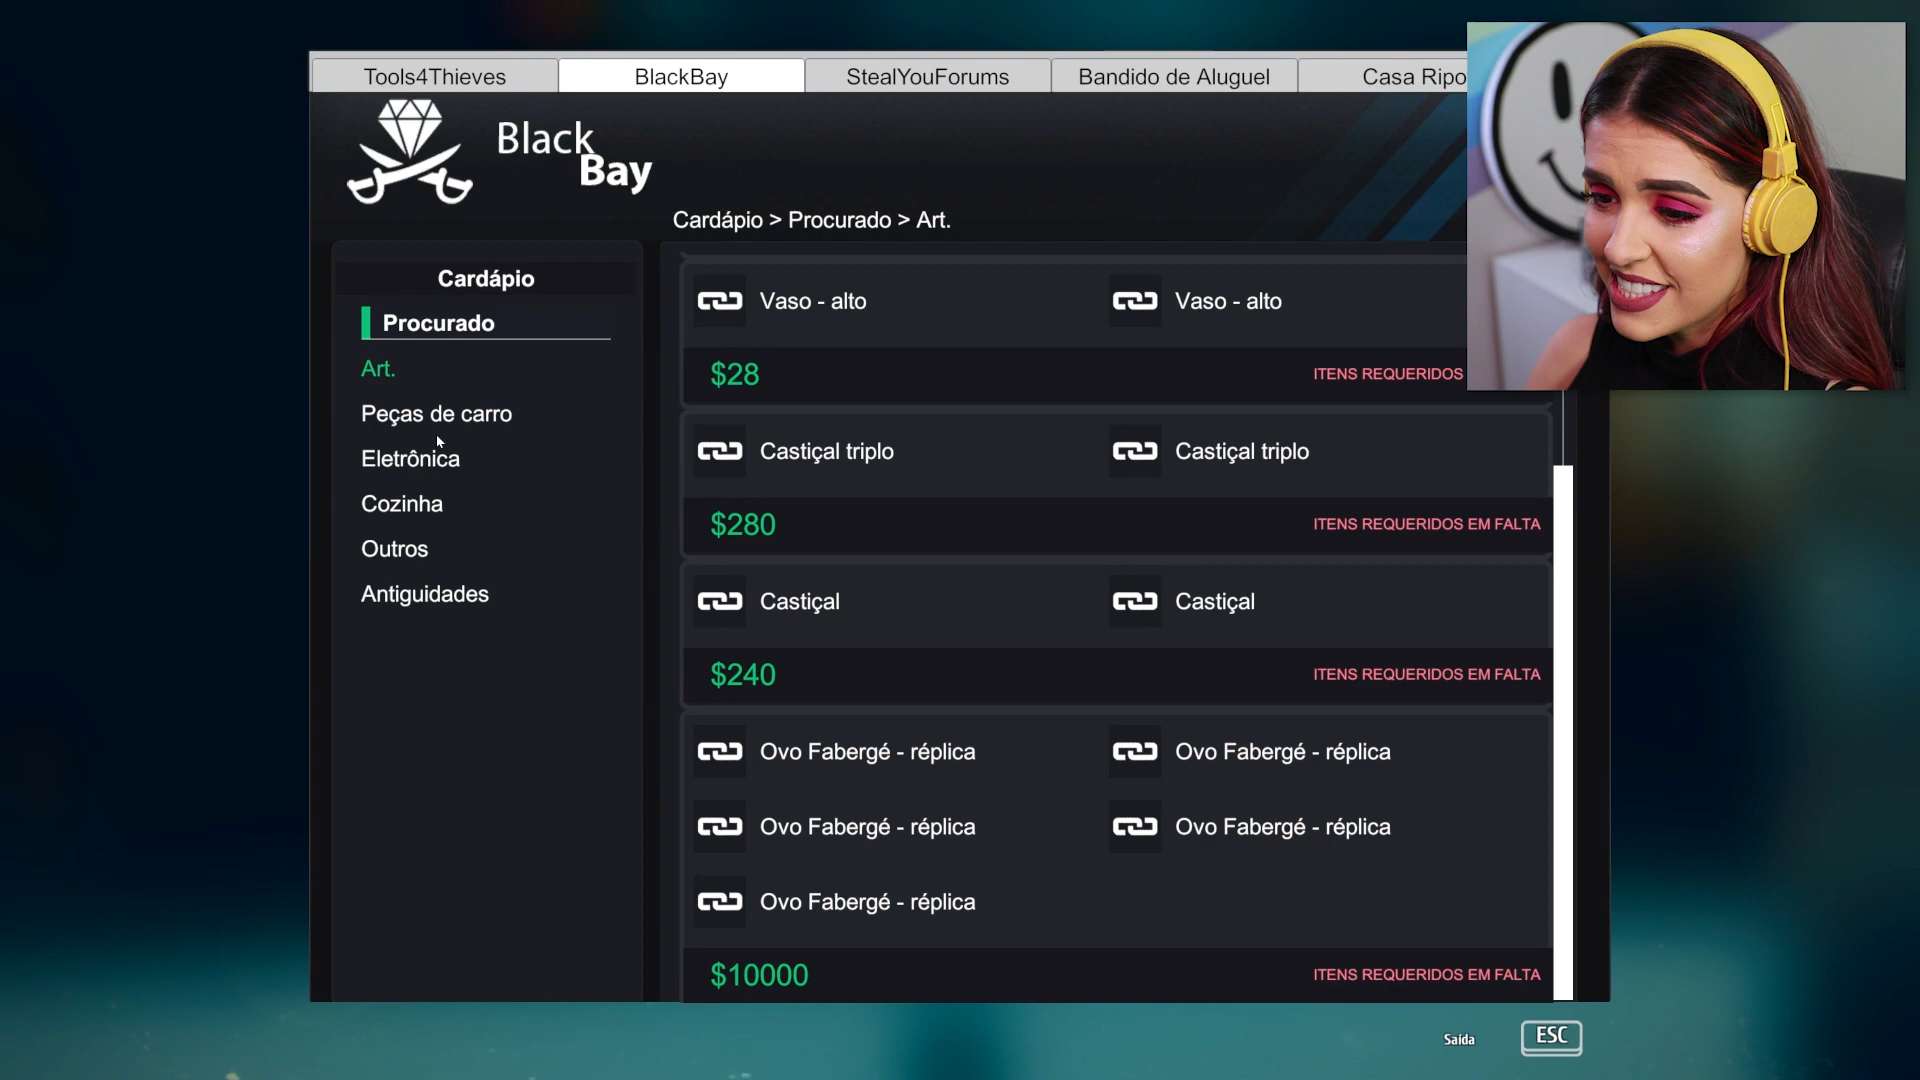 Tools4Thieves
BlackBay
StealYouForums
Bandido de Aluguel
Casa Ripo
Black
Bay
Cardápio > Procurado > Art.
Cardápio
Procurado
Art.
Peças de carro
Eletrônica
Cozinha
Outros
Antiguidades
Vaso - alto
Vaso - alto
$28
ITENS REQUERIDOS
Castiçal triplo
Castiçal triplo
$280
ITENS REQUERIDOS EM FALTA
Castiçal
Castiçal
$240
ITENS REQUERIDOS EM FALTA
Ovo Fabergé - réplica
Ovo Fabergé - réplica
Ovo Fabergé - réplica
Ovo Fabergé - réplica
Ovo Fabergé - réplica
$10000
ITENS REQUERIDOS EM FALTA
Saída
ESC